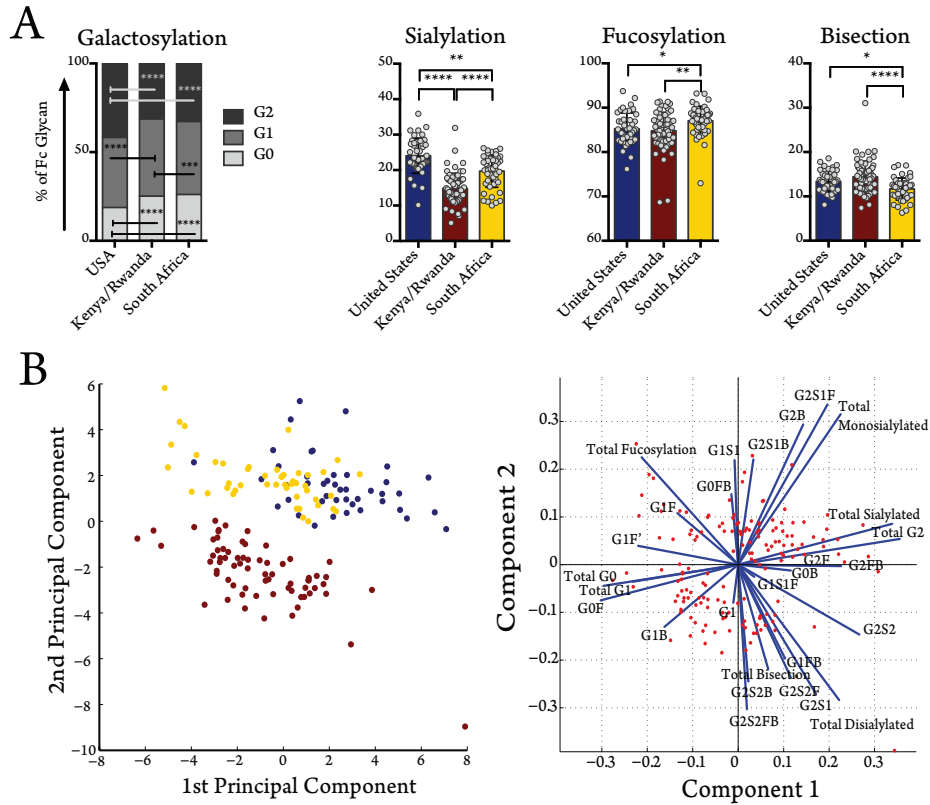 A
Galactosylation
Sialylation
Fucosylation
Bisection
% of Fc Glycan
100
50
0
****
****
****
***
****
****
G2
G1
G0
USA
Kenya/Rwanda
South Africa
40
30
20
10
0
**
**** ****
United States
Kenya/Rwanda
South Africa
100
90
80
70
60
*
**
United States
Kenya/Rwanda
South Africa
40
30
20
10
0
*
****
United States
Kenya/Rwanda
South Africa
B
2nd Principal Component
6
4
2
0
−2
−4
−6
−8
−10
−8 −6 −4 −2 0 2 4 6 8
1st Principal Component
Component 2
0.3
0.2
0.1
0
−0.1
−0.2
−0.3
−0.3 −0.2 −0.1 0 0.1 0.2 0.3
Component 1
G2S1F
Total
Monosialylated
G2B
G1S1
G2S1B
Total Fucosylation
G0FB
G1F
G1F'
Total Sialylated
Total G2
G2F
G2FB
G0B
G1S1F
Total G0
Total G1
G0F
G1
G1B
G2S2
G1FB
Total Bisection
G2S2B
G2S2F
G2S1
G2S2FB
Total Disialylated